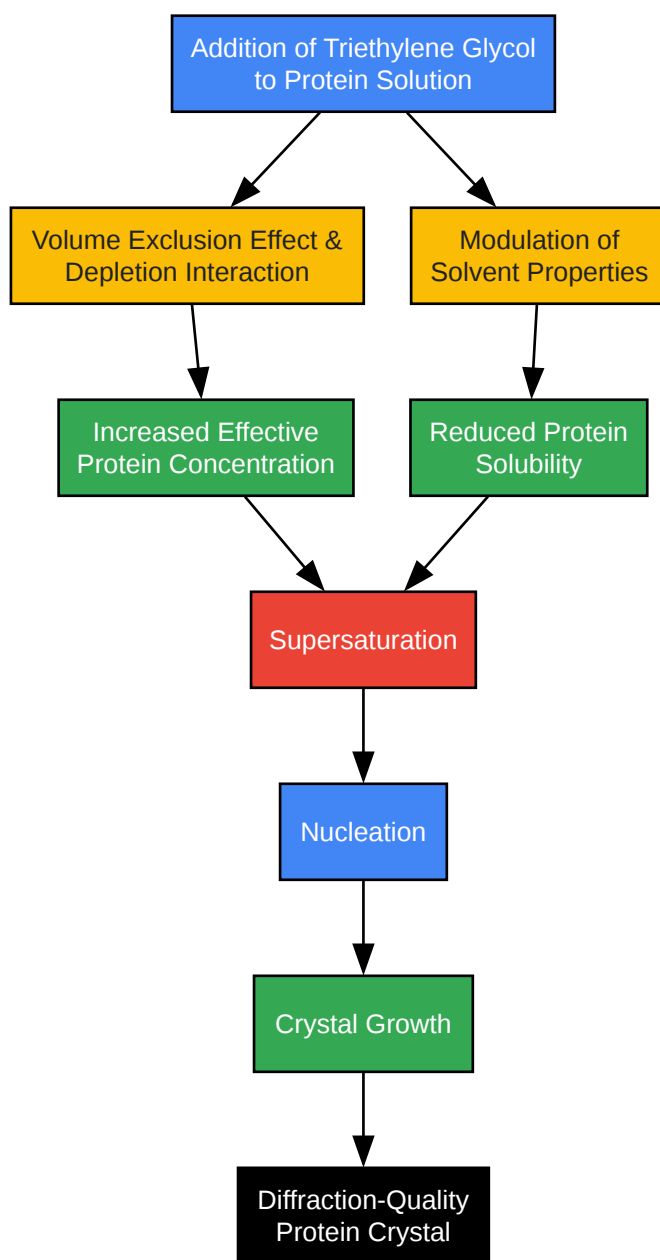 Addition of Triethylene Glycol
to Protein Solution
Volume Exclusion Effect &
Depletion Interaction
Modulation of
Solvent Properties
Increased Effective
Protein Concentration
Reduced Protein
Solubility
Supersaturation
Nucleation
Crystal Growth
Diffraction-Quality
Protein Crystal